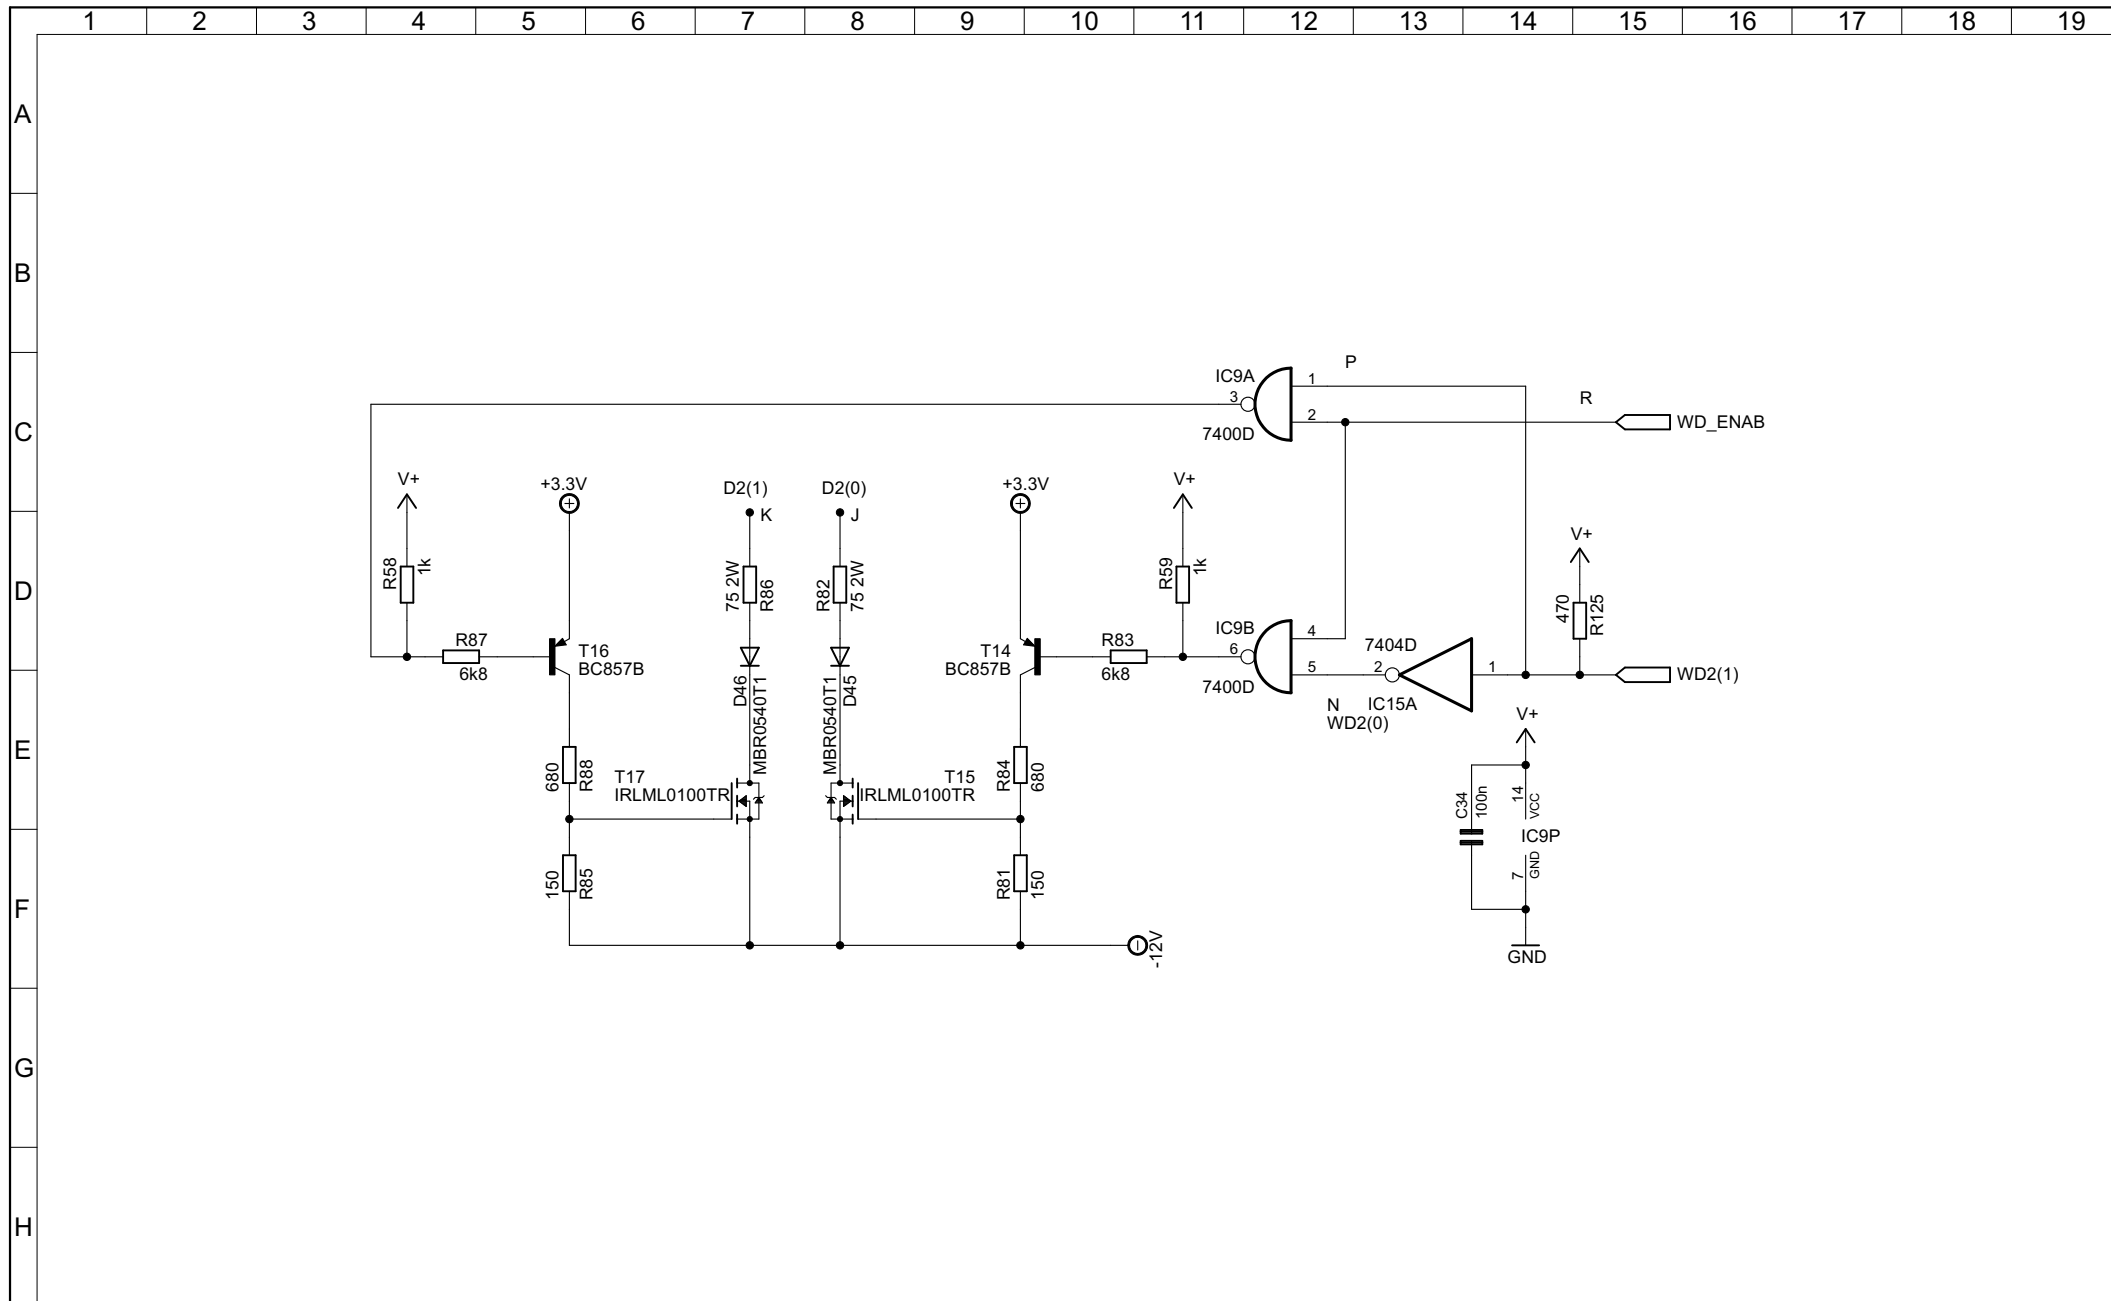 1 2 3 4 5 6 7 8 9 10 11 12 13 14 15 16 17 18 19
A
B
C
D
E
F
G
H
P
IC9A
1
3
2
7400D
R
WD_ENAB
V+
+3.3V
D2(1)
K
D2(0)
J
+3.3V
V+
V+
R58
1k
75 2W
R86
R82
75 2W
R59
1k
470
R125
R87
6k8
T16
BC857B
T14
BC857B
R83
6k8
IC9B
4
6
5
7400D
7404D
2
1
IC15A
WD2(1)
N
WD2(0)
D46
MBR0540T1
MBR0540T1
D45
V+
680
R88
T17
IRLML0100TR
T15
IRLML0100TR
R84
680
C34
100n
14
VCC
IC9P
7
GND
150
R85
R81
150
-12V
GND